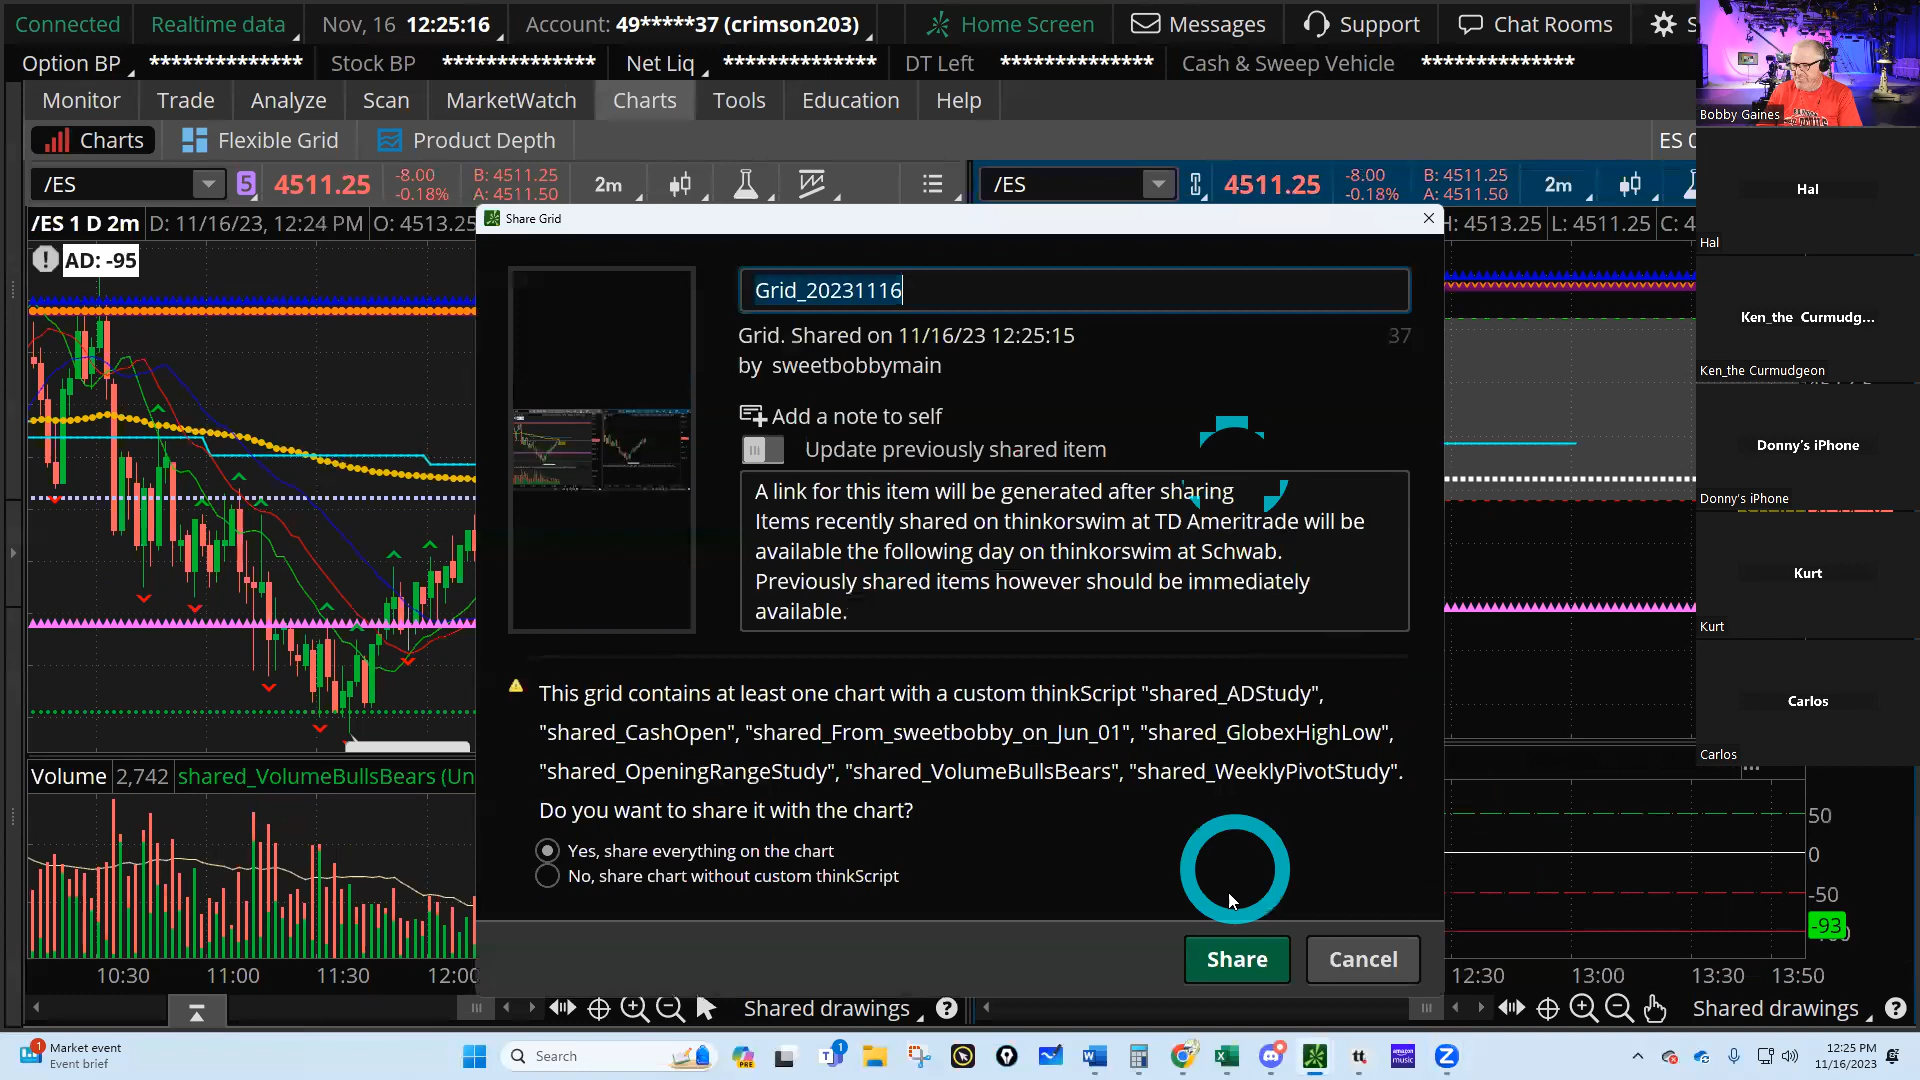 Connected Realtime data Nov, 16 12:25:16 Account: 49*****37 (crimson203) Home Screen Messages Support Chat Rooms S
Option BP ************** Stock BP ************** Net Liq ************** DT Left ************** Cash & Sweep Vehicle **************
Bobby Gaines
Monitor Trade Analyze Scan MarketWatch Charts Tools Education Help
Charts Flexible Grid Product Depth ES
/ES 5 4511.25 -8.00 B: 4511.25 2m /ES 4511.25 -8.00 B: 4511.25 2m
-0.18% A: 4511.50 -0.18% A: 4511.50
Hal
Hal
/ES 1 D 2m D: 11/16/23, 12:24 PM O: 4513.25 H: 4513.25 L: 4511.25 C: 4
Share Grid
AD: -95
Grid_20231116
Grid. Shared on 11/16/23 12:25:15 37
by sweetbobbymain
Add a note to self
Update previously shared item
A link for this item will be generated after sharing
Items recently shared on thinkorswim at TD Ameritrade will be
available the following day on thinkorswim at Schwab.
Previously shared items however should be immediately
available.
This grid contains at least one chart with a custom thinkScript "shared_ADStudy",
"shared_CashOpen", "shared_From_sweetbobby_on_Jun_01", "shared_GlobexHighLow",
"shared_OpeningRangeStudy", "shared_VolumeBullsBears", "shared_WeeklyPivotStudy".
Do you want to share it with the chart?
Yes, share everything on the chart
No, share chart without custom thinkScript
Share Cancel
Ken_the Curmudg...
Ken_the Curmudgeon
Donny's iPhone
Donny's iPhone
Kurt
Kurt
Carlos
Carlos
Volume 2,742 shared_VolumeBullsBears (Un
50
0
-50
-93
10:30 11:00 11:30 12:00 12:30 13:00 13:30 13:50
Shared drawings Shared drawings
1 Market event
Event brief
Search
PRE
1
tt
amazon music
12:25 PM
11/16/2023